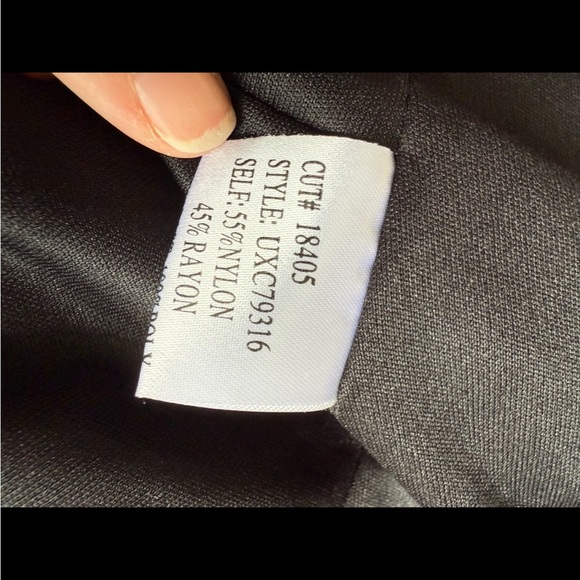 CUT# 18405
STYLE: UXC79316
SELF: 55%NYLON
45% RAYON